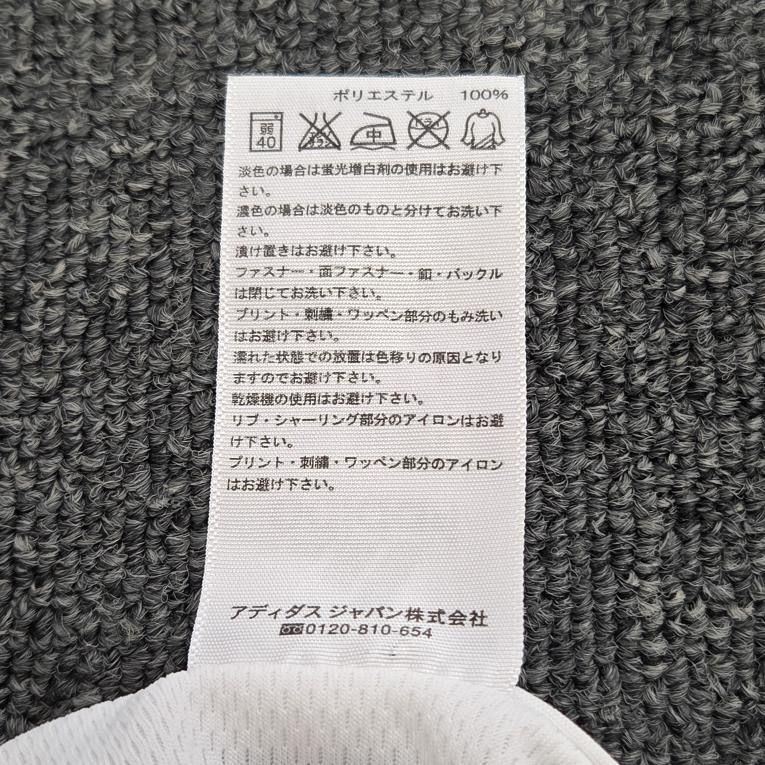 ポリエステル 100%
弱 40 エンソ サラシ 中 ドライ
淡色の場合は蛍光増白剤の使用はお避け下
さい。
濃色の場合は淡色のものと分けてお洗い下
さい。
漬け置きはお避け下さい。
ファスナー・面ファスナー・釦・バックル
は閉じてお洗い下さい。
プリント・刺繍・ワッペン部分のもみ洗い
はお避け下さい。
濡れた状態での放置は色移りの原因となり
ますのでお避け下さい。
乾燥機の使用はお避け下さい。
リブ・シャーリング部分のアイロンはお避
け下さい。
プリント・刺繍・ワッペン部分のアイロン
はお避け下さい。
アディダス ジャパン株式会社
0120-810-654